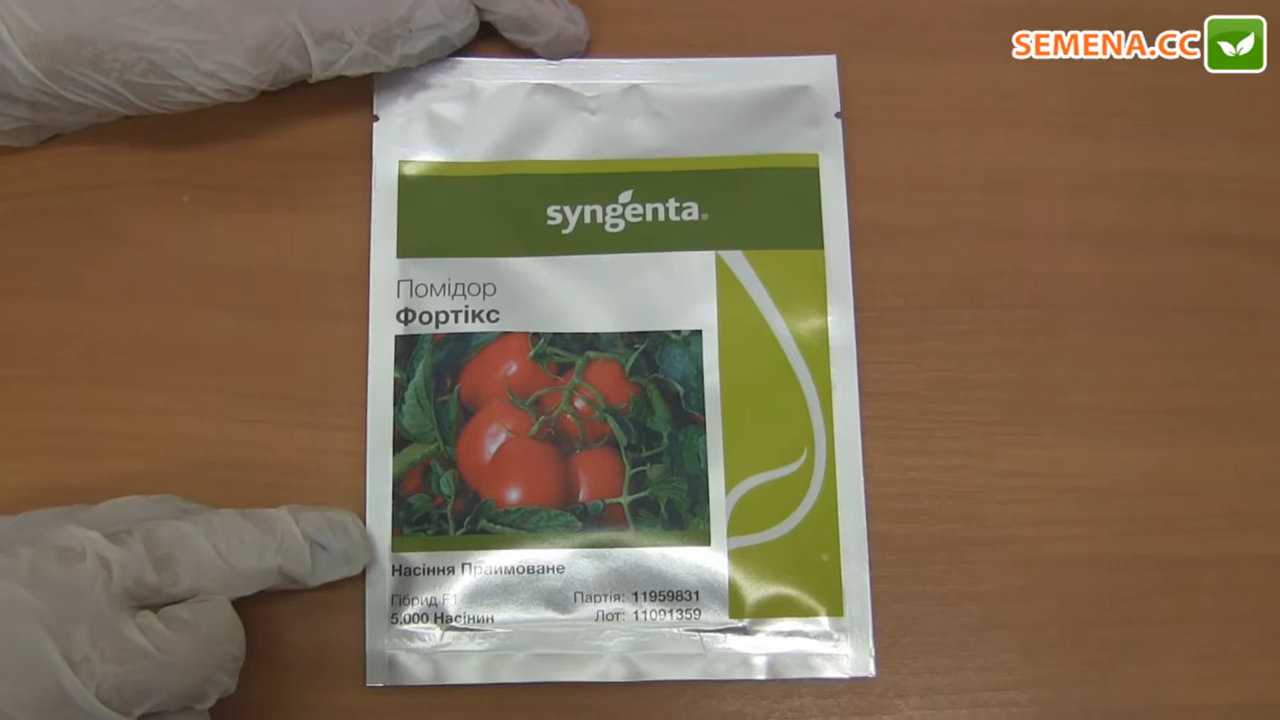 SEMENA.CC
syngenta®
Помідор
Фортікс
Насіння Праймоване
Гібрид F1
5.000 Насінин
Партія: 11959831
Лот: 11091359